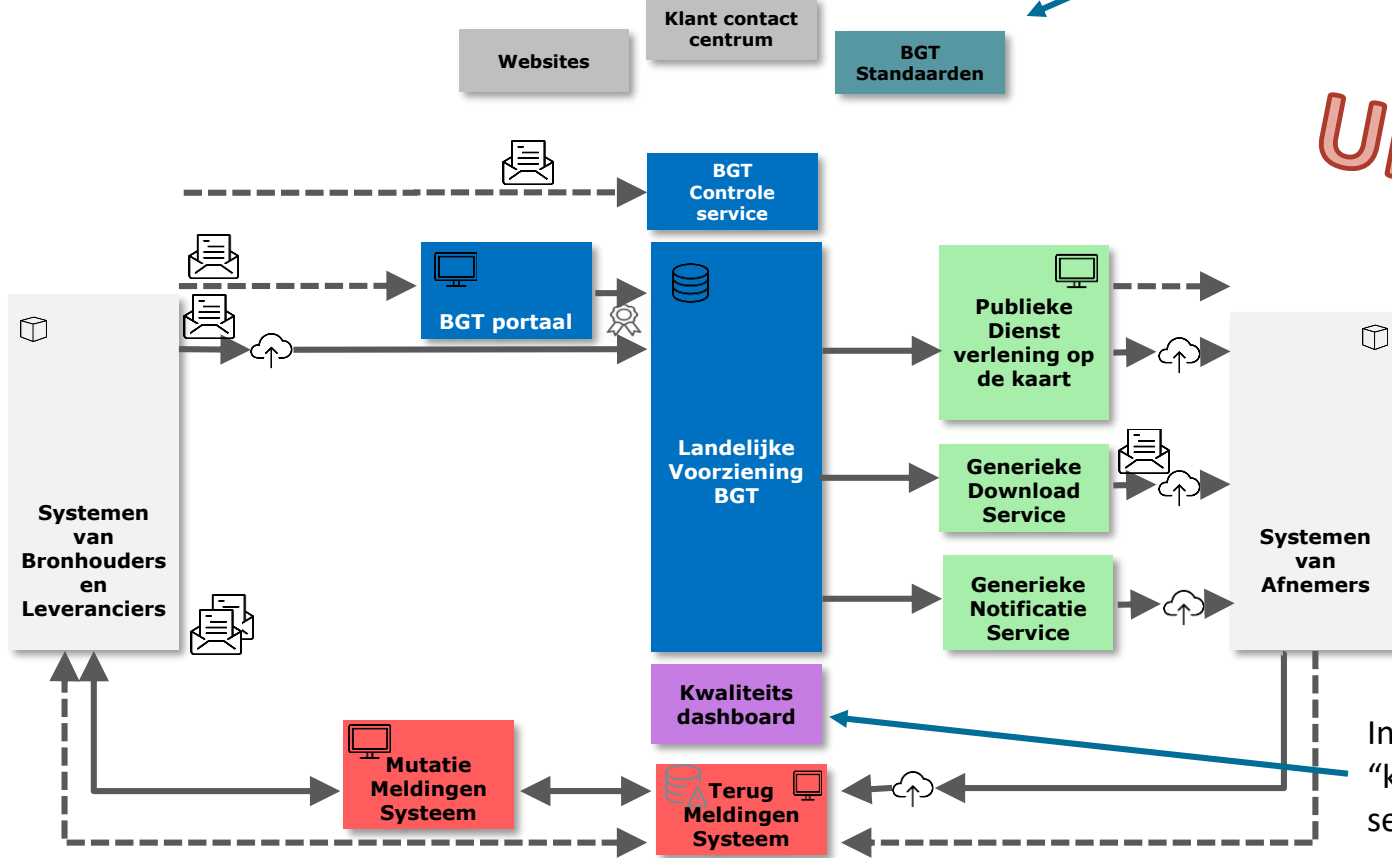 Klant contact
centrum
Websites
BGT
Standaarden
BGT
Controle
service
BGT portaal
Publieke
Dienst
verlening op
de kaart
Landelijke
Voorziening
BGT
Generieke
Download
Service
Systemen
van
Bronhouders
en
Leveranciers
Systemen
van
Afnemers
Generieke
Notificatie
Service
Kwaliteits
dashboard
Mutatie
Meldingen
Systeem
Terug
Meldingen
Systeem